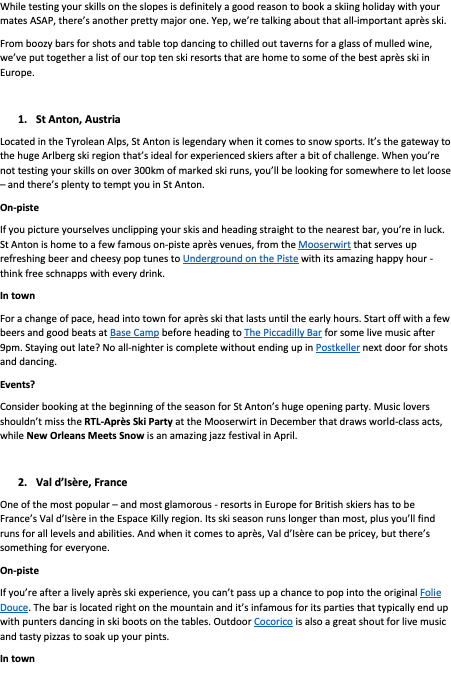 While testing your skills on the slopes is definitely a good reason to book a skiing holiday with your
mates ASAP, there's another pretty major one. Yep, we're talking about that all-important après ski.
From boozy bars for shots and table top dancing to chilled out taverns for a glass of mulled wine,
we've put together a list of our top ten ski resorts that are home to some of the best après ski in
Europe.
1. St Anton, Austria
Located in the Tyrolean Alps, St Anton is legendary when it comes to snow sports. It's the gateway to
the huge Arlberg ski region that's ideal for experienced skiers after a bit of challenge. When you're
not testing your skills on over 300km of marked ski runs, you'll be looking for somewhere to let loose
– and there's plenty to tempt you in St Anton.
On-piste
If you picture yourselves unclipping your skis and heading straight to the nearest bar, you're in luck.
St Anton is home to a few famous on-piste après venues, from the Mooserwirt that serves up
refreshing beer and cheesy pop tunes to Underground on the Piste with its amazing happy hour -
think free schnapps with every drink.
In town
For a change of pace, head into town for après ski that lasts until the early hours. Start off with a few
beers and good beats at Base Camp before heading to The Piccadilly Bar for some live music after
9pm. Staying out late? No all-nighter is complete without ending up in Postkeller next door for shots
and dancing.
Events?
Consider booking at the beginning of the season for St Anton's huge opening party. Music lovers
shouldn't miss the RTL-Après Ski Party at the Mooserwirt in December that draws world-class acts,
while New Orleans Meets Snow is an amazing jazz festival in April.
2. Val d'Isère, France
One of the most popular – and most glamorous - resorts in Europe for British skiers has to be
France's Val d'Isère in the Espace Killy region. Its ski season runs longer than most, plus you'll find
runs for all levels and abilities. And when it comes to après, Val d'Isère can be pricey, but there's
something for everyone.
On-piste
If you're after a lively après ski experience, you can't pass up a chance to pop into the original Folie
Douce. The bar is located right on the mountain and it's infamous for its parties that typically end up
with punters dancing in ski boots on the tables. Outdoor Cocorico is also a great shout for live music
and tasty pizzas to soak up your pints.
In town